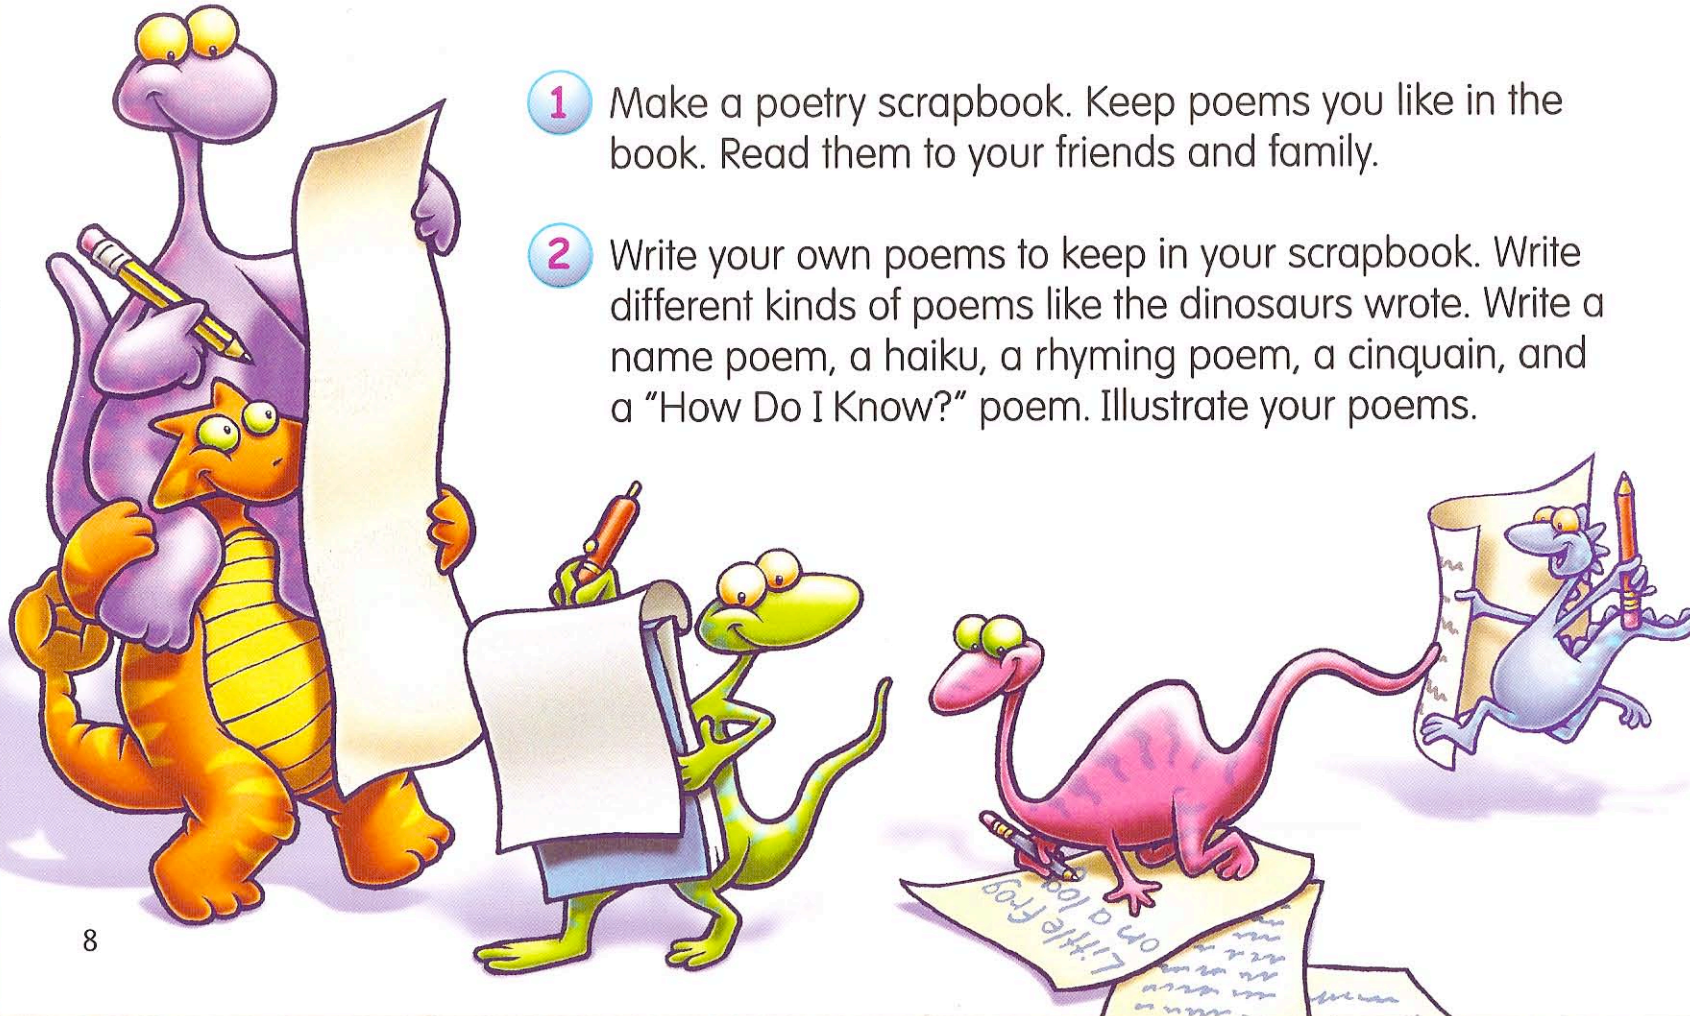 1 Make a poetry scrapbook. Keep poems you like in the
book. Read them to your friends and family.
2 Write your own poems to keep in your scrapbook. Write
different kinds of poems like the dinosaurs wrote. Write a
name poem, a haiku, a rhyming poem, a cinquain, and
a “How Do I Know?” poem. Illustrate your poems.
Little Frog
on a log
8